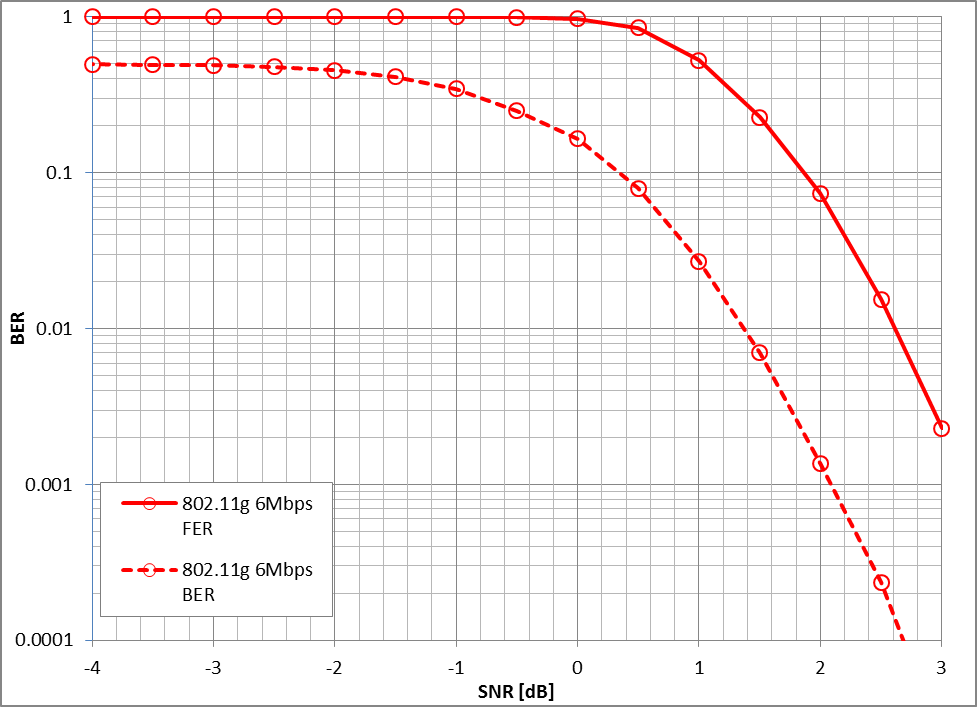 1
0.1
0.01
0.001
0.0001
BER
802.11g 6Mbps
FER
802.11g 6Mbps
BER
-4 -3 -2 -1 0 1 2 3
SNR [dB]